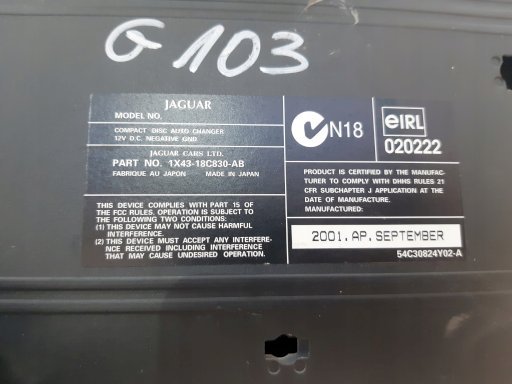 G 103
JAGUAR
MODEL NO.
COMPACT DISC AUTO CHANGER
12V D.C. NEGATIVE GND
JAGUAR CARS LTD.
PART NO. 1X43-18C830-AB
FABRIQUE AU JAPON MADE IN JAPAN
THIS DEVICE COMPLIES WITH PART 15 OF
THE FCC RULES. OPERATION IS SUBJECT TO
THE FOLLOWING TWO CONDITIONS:
(1) THIS DEVICE MAY NOT CAUSE HARMFUL
INTERFERENCE.
(2) THIS DEVICE MUST ACCEPT ANY INTERFERE-
NCE RECEIVED INCLUDING INTERFERENCE
THAT MAY CAUSE UNDESIRED OPERATION.
N18
eIRL
020222
PRODUCT IS CERTIFIED BY THE MANUFAC-
TURER TO COMPLY WITH DHHS RULES 21
CFR SUBCHAPTER J APPLICATION AT THE
DATE OF MANUFACTURE.
MANUFACTURED:
2001. AP. SEPTEMBER
54C30824Y02-A